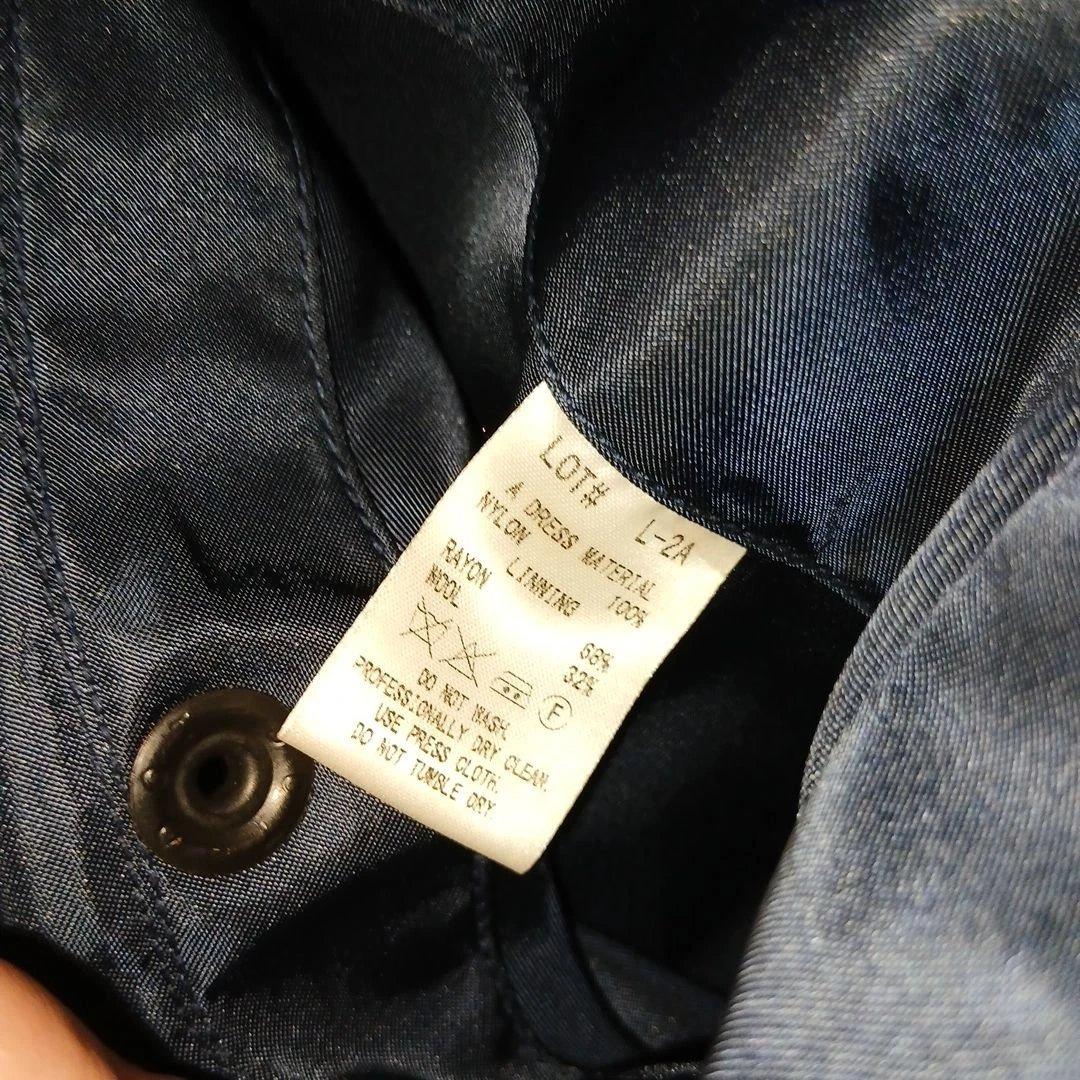 LOT# L-2A
A DRESS MATERIAL
NYLON 100%
LINNING
RAYON 68%
WOOL 32%
F
DO NOT WASH.
PROFESSIONALLY DRY CLEAN.
USE PRESS CLOTH.
DO NOT TUMBLE DRY.